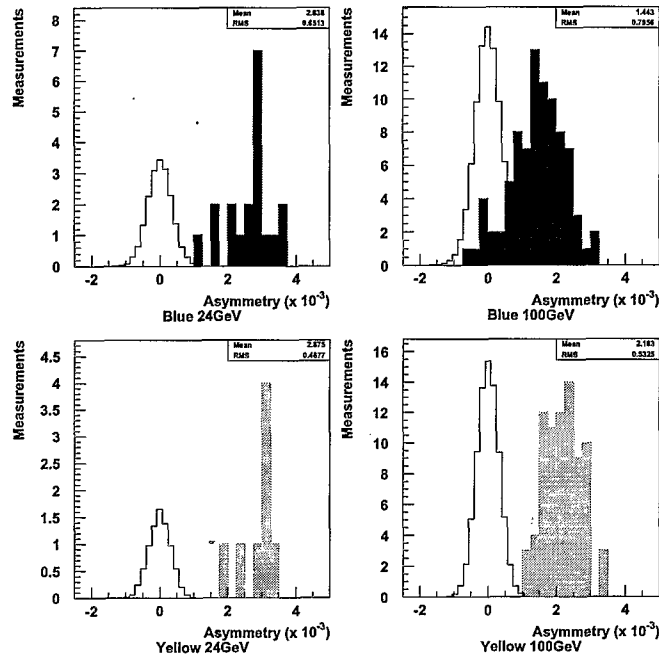 Measurements
Mean 2.638
RMS 0.6513
8
7
6
5
4
3
2
1
0
-2 0 2 4
Asymmetry (x 10⁻³)
Blue 24GeV
Measurements
Mean 1.443
RMS 0.7956
14
12
10
8
6
4
2
0
-2 0 2 4
Asymmetry (x 10⁻³)
Blue 100GeV
Measurements
Mean 2.875
RMS 0.4877
4.5
4
3.5
3
2.5
2
1.5
1
0.5
0
-2 0 2 4
Asymmetry (x 10⁻³)
Yellow 24GeV
Measurements
Mean 2.183
RMS 0.5325
16
14
12
10
8
6
4
2
0
-2 0 2 4
Asymmetry (x 10⁻³)
Yellow 100GeV